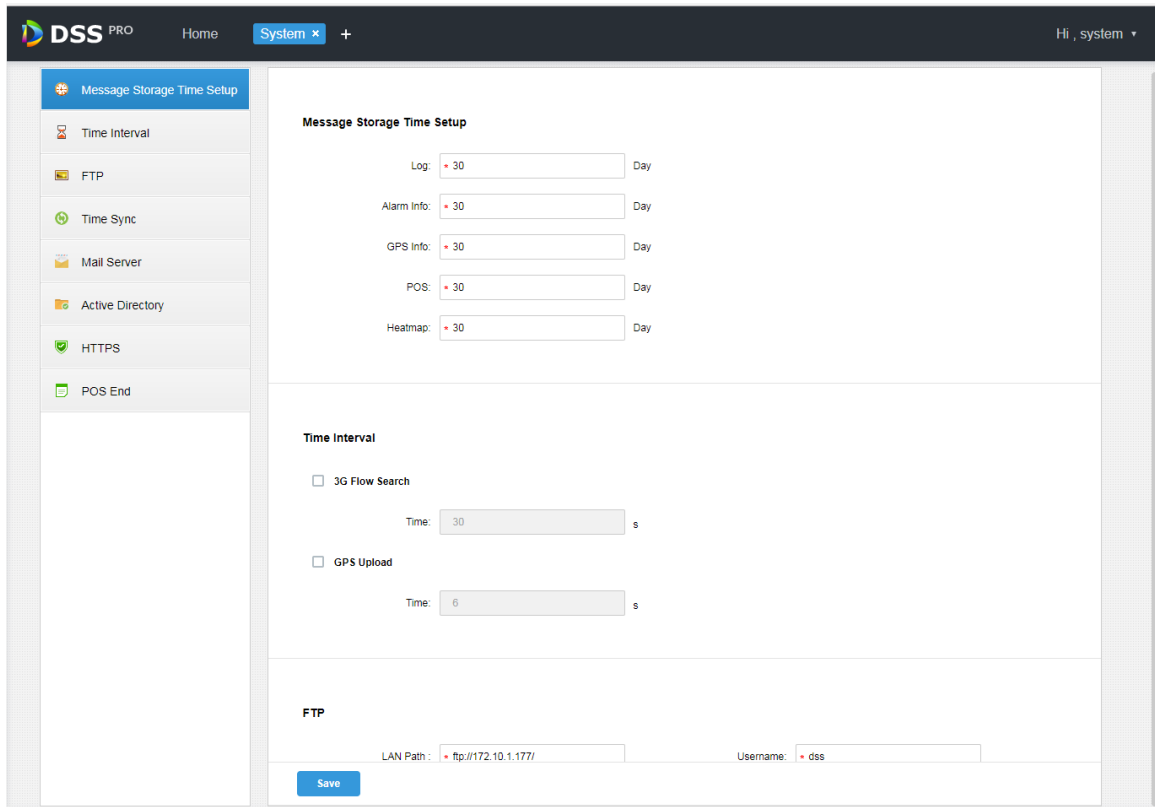 DSS PRO Home System × + Hi , system ▾
Message Storage Time Setup
Time Interval
FTP
Time Sync
Mail Server
Active Directory
HTTPS
POS End
Message Storage Time Setup
Log: * 30 Day
Alarm Info: * 30 Day
GPS Info: * 30 Day
POS: * 30 Day
Heatmap: * 30 Day
Time Interval
3G Flow Search
Time: 30 s
GPS Upload
Time: 6 s
FTP
LAN Path : * ftp://172.10.1.177/ Username: * dss
Save